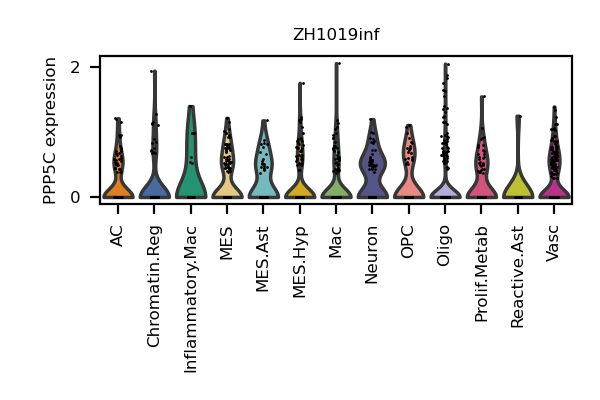 ZH1019inf
PPP5C expression
2
0
AC
Chromatin.Reg
Inflammatory.Mac
MES
MES.Ast
MES.Hyp
Mac
Neuron
OPC
Oligo
Prolif.Metab
Reactive.Ast
Vasc